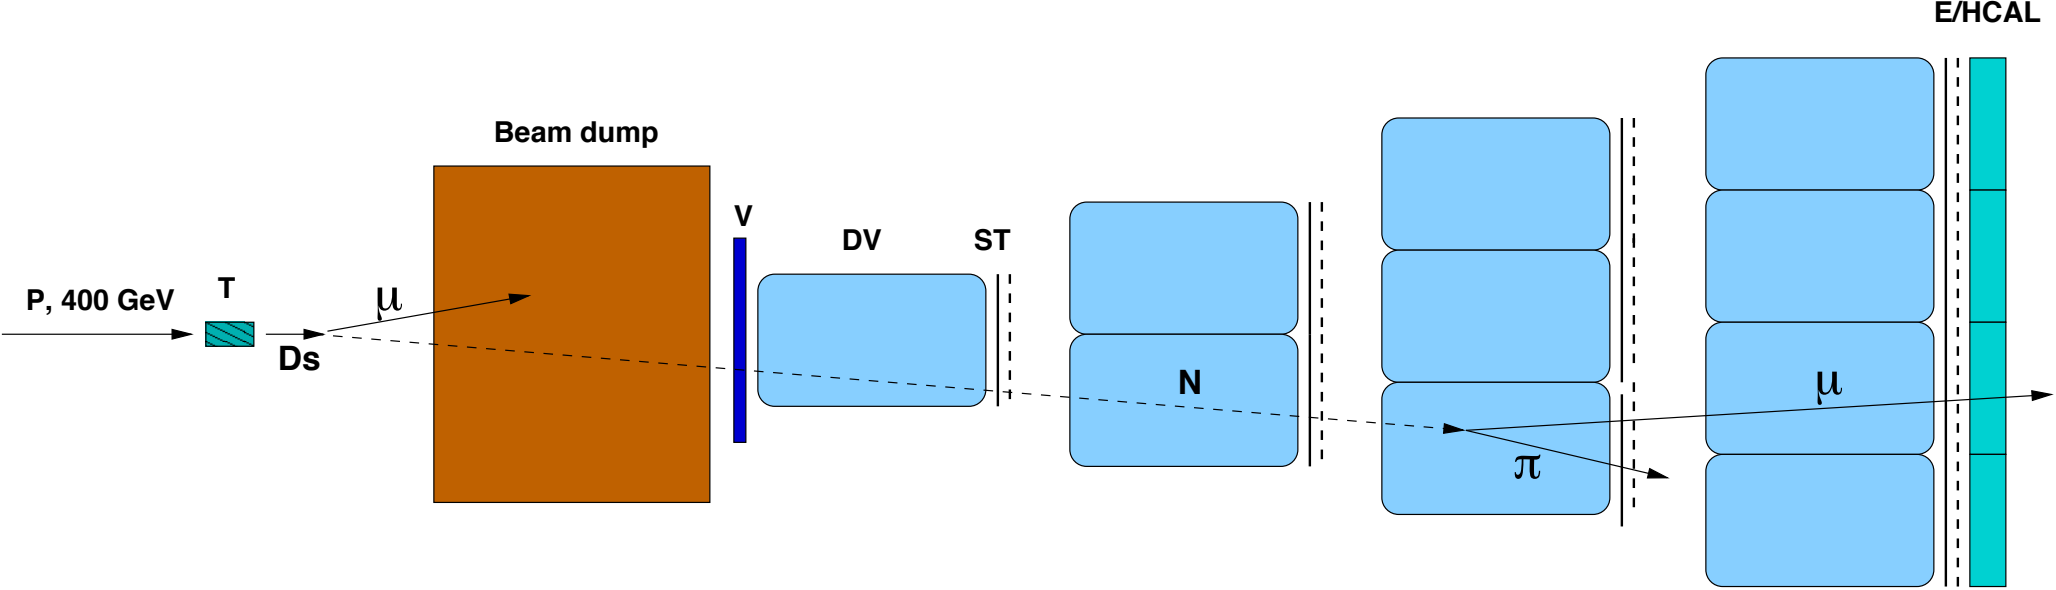 E/HCAL
Beam dump
V
DV
ST
T
P, 400 GeV
μ
Ds
N
μ
π